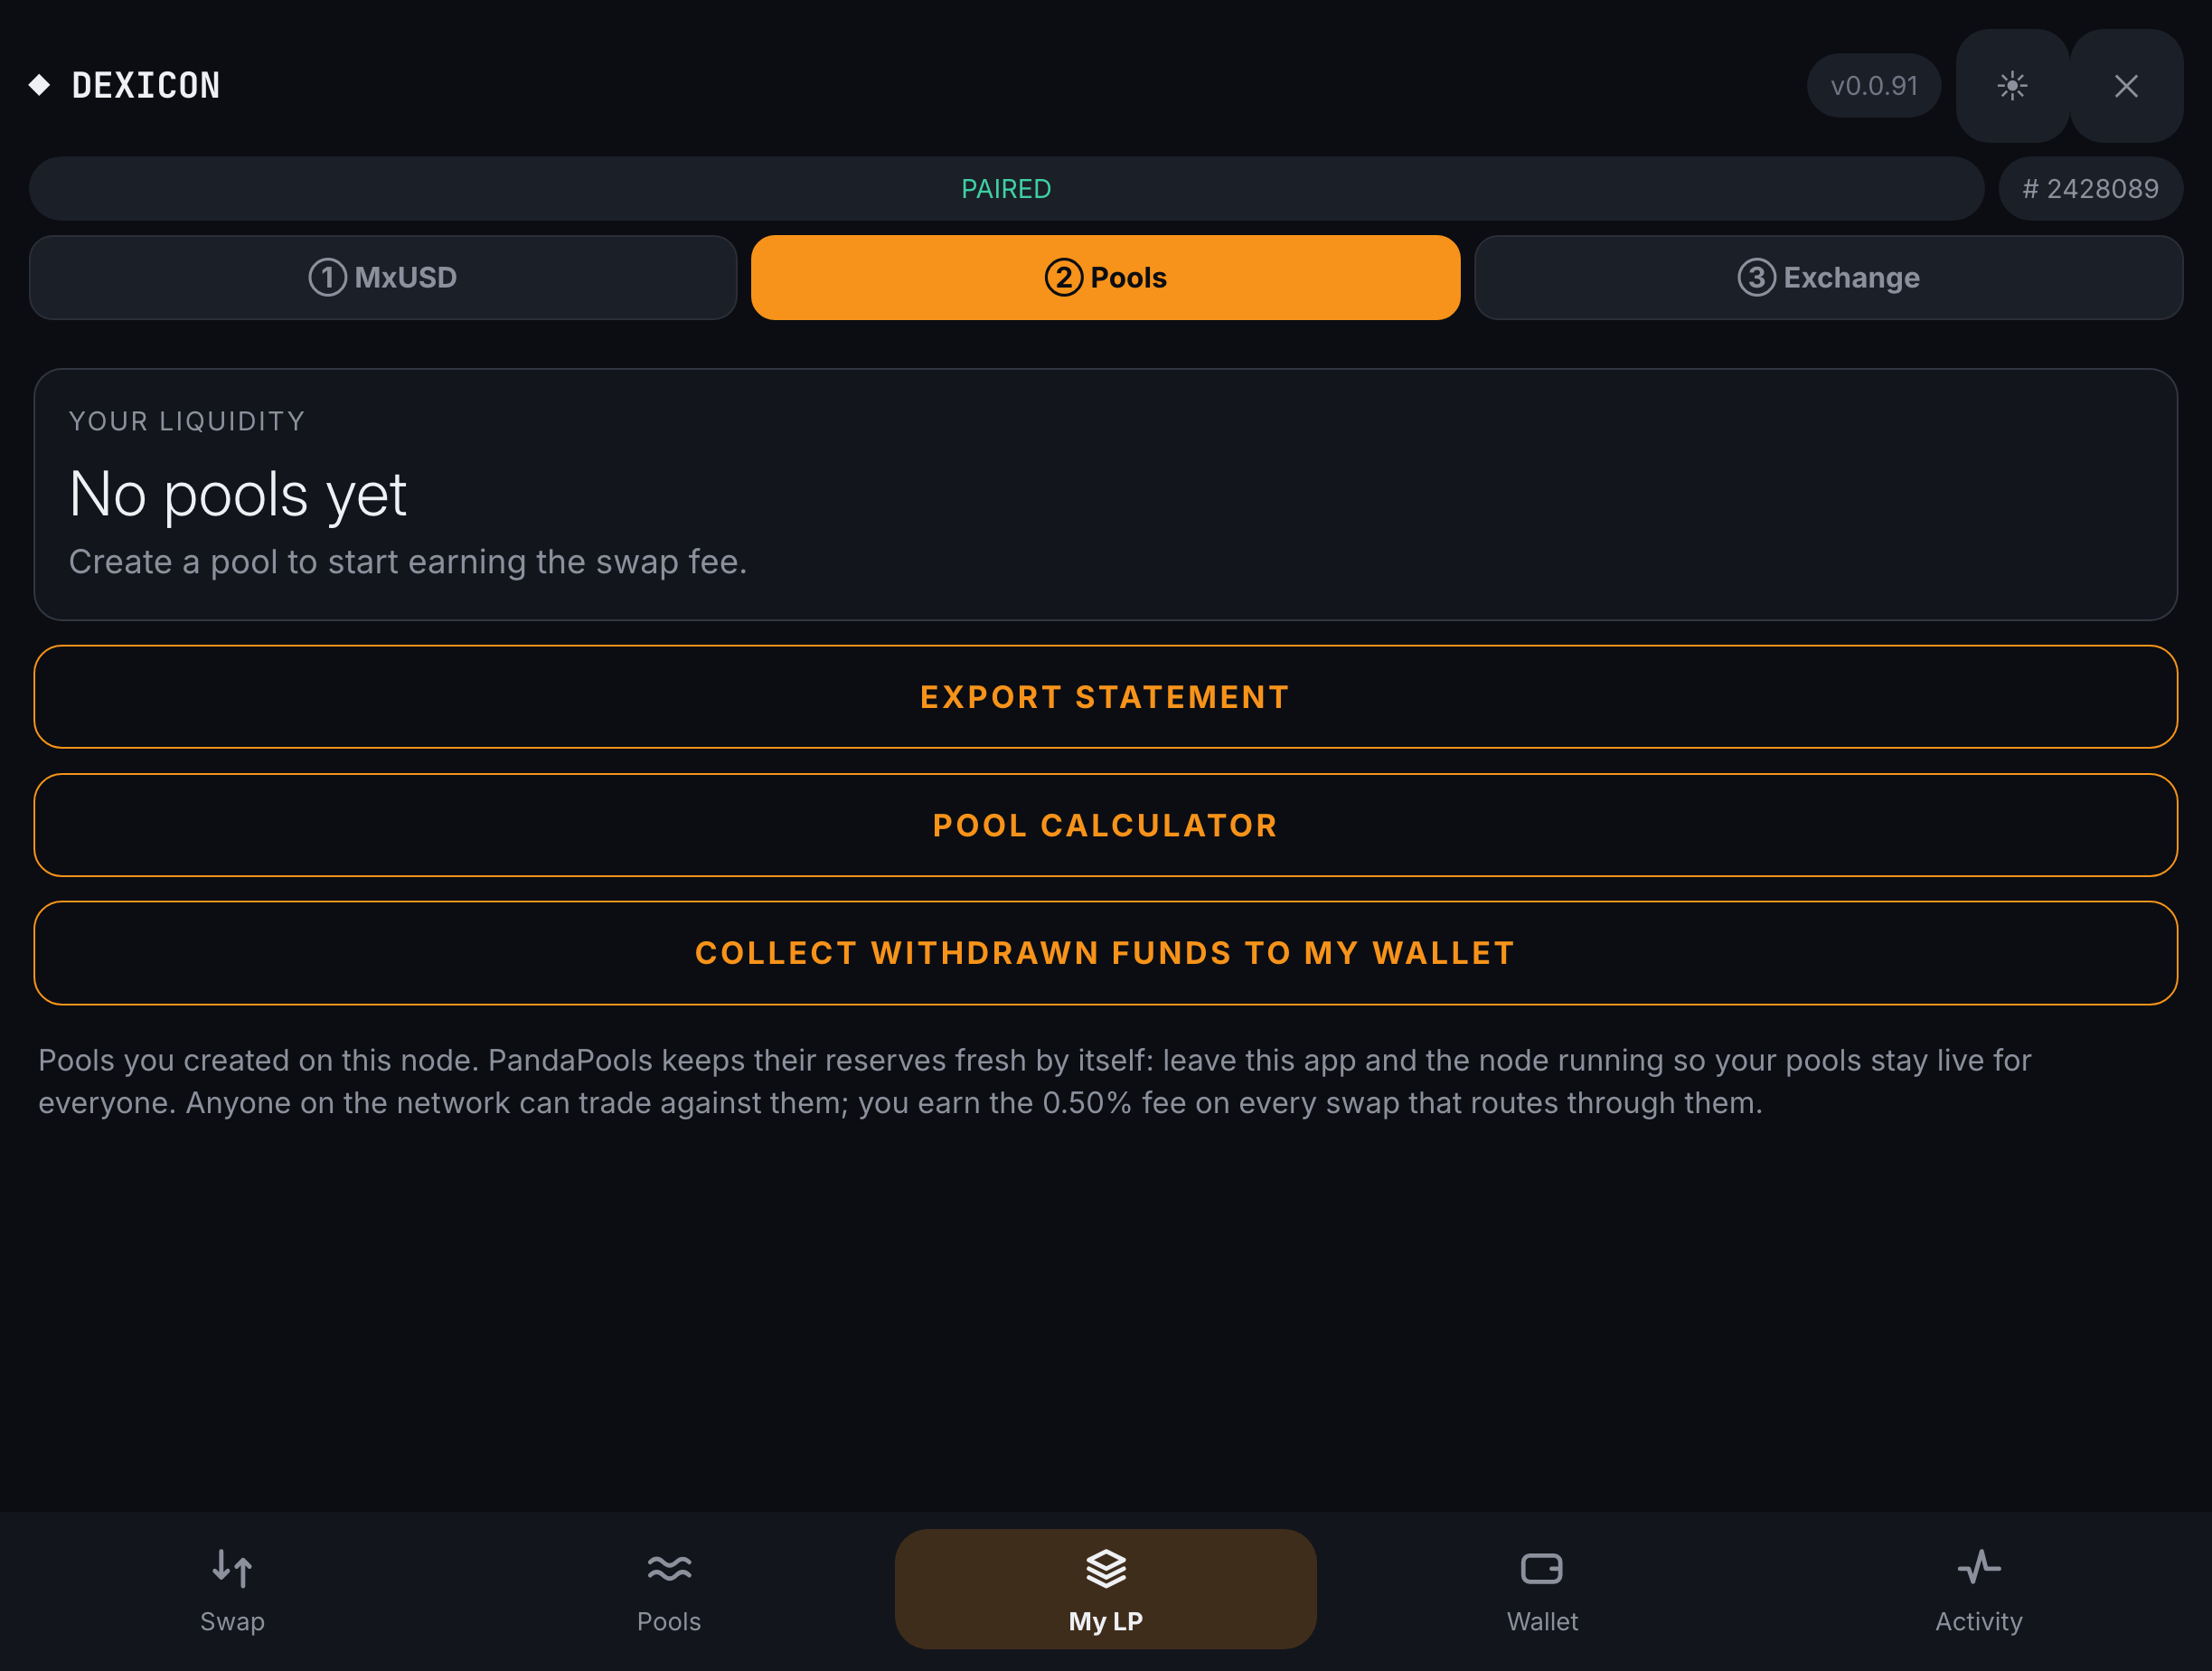 ◆ DEXICON
v0.0.91
PAIRED
# 2428089
① MxUSD
② Pools
③ Exchange
YOUR LIQUIDITY
No pools yet
Create a pool to start earning the swap fee.
EXPORT STATEMENT
POOL CALCULATOR
COLLECT WITHDRAWN FUNDS TO MY WALLET
Pools you created on this node. PandaPools keeps their reserves fresh by itself: leave this app and the node running so your pools stay live for
everyone. Anyone on the network can trade against them; you earn the 0.50% fee on every swap that routes through them.
Swap
Pools
My LP
Wallet
Activity